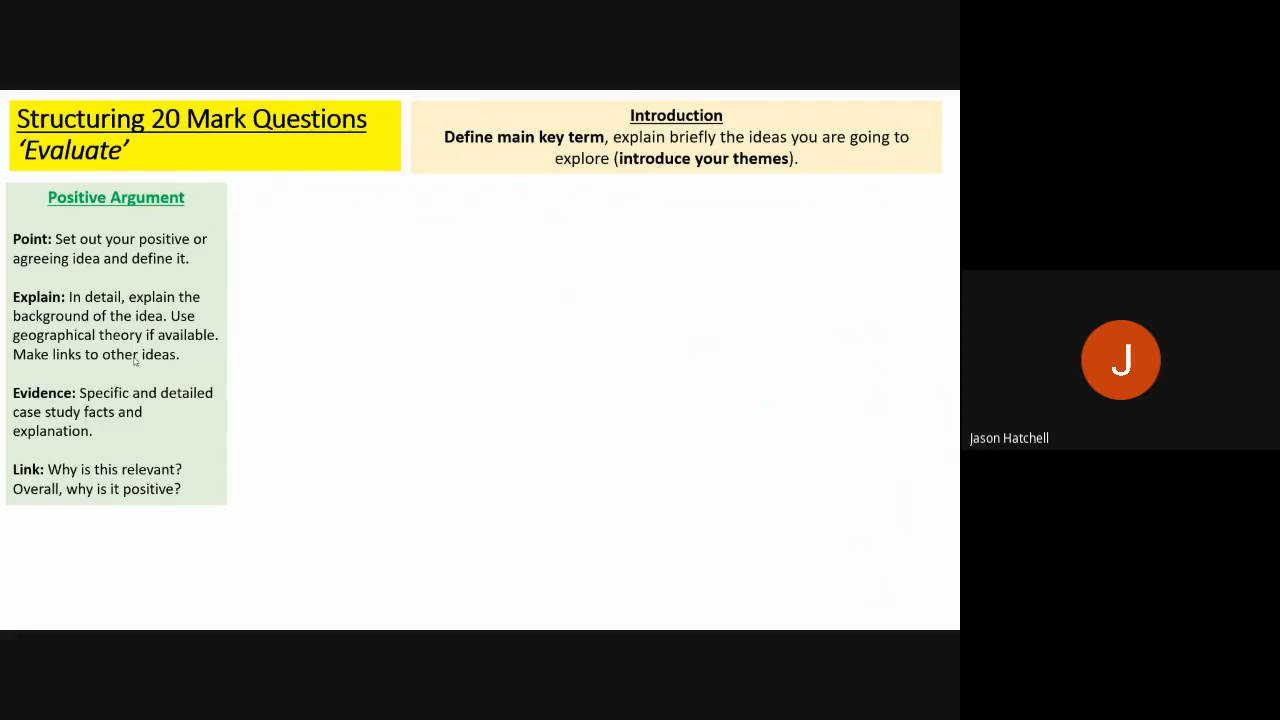 Structuring 20 Mark Questions
‘Evaluate’
Introduction
Define main key term, explain briefly the ideas you are going to
explore (introduce your themes).
Positive Argument
Point: Set out your positive or
agreeing idea and define it.
Explain: In detail, explain the
background of the idea. Use
geographical theory if available.
Make links to other ideas.
Evidence: Specific and detailed
case study facts and
explanation.
Link: Why is this relevant?
Overall, why is it positive?
J
Jason Hatchell